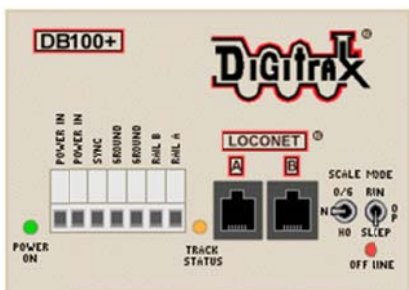 DB100+
DIGITRAX ®
POWER IN
POWER IN
SYNC
GROUND
GROUND
RAIL B
RAIL A
LOCONET ®
A B
SCALE MODE
O/G RUN
N OP
HO SLEEP
POWER ON
TRACK STATUS
OFF LINE